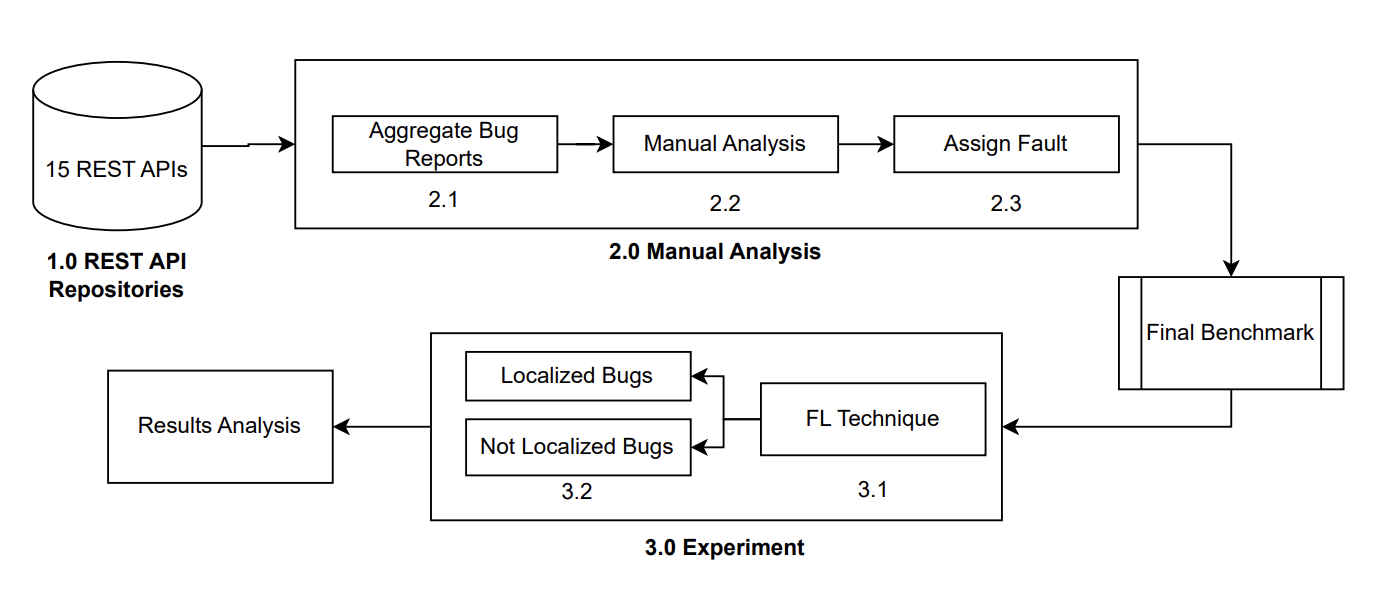 15 REST APIs
1.0 REST API
Repositories
Aggregate Bug
Reports
2.1
Manual Analysis
2.2
Assign Fault
2.3
2.0 Manual Analysis
Final Benchmark
FL Technique
3.1
Localized Bugs
Not Localized Bugs
3.2
3.0 Experiment
Results Analysis